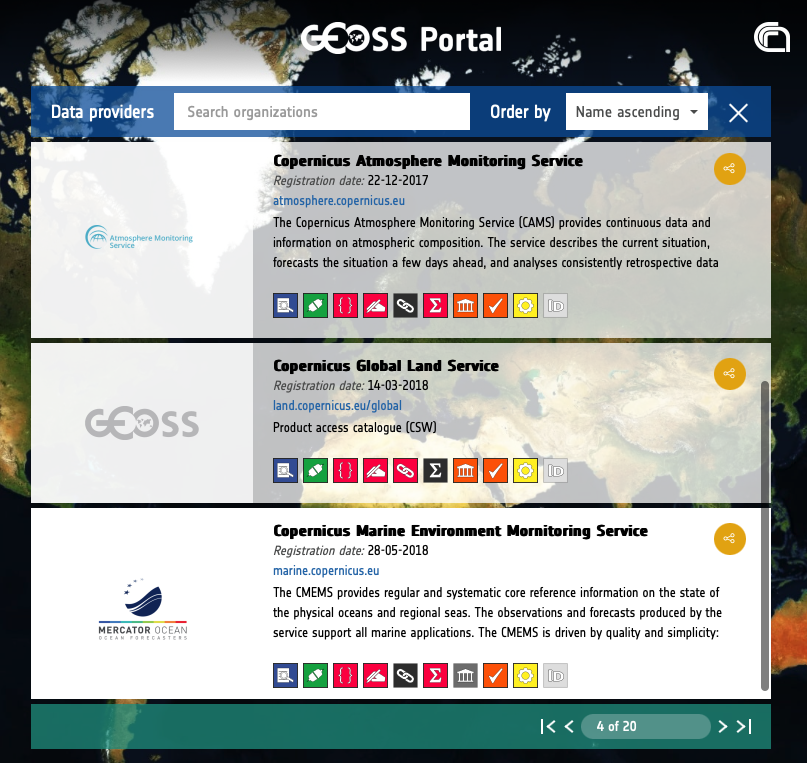 GEOSS Portal
Data providers
Search organizations
Order by
Name ascending
Copernicus Atmosphere Monitoring Service
Registration date: 22-12-2017
atmosphere.copernicus.eu
Atmosphere Monitoring
Service
The Copernicus Atmosphere Monitoring Service (CAMS) provides continuous data and
information on atmospheric composition. The service describes the current situation,
forecasts the situation a few days ahead, and analyses consistently retrospective data
ID
Copernicus Global Land Service
Registration date: 14-03-2018
land.copernicus.eu/global
GEOSS
Product access catalogue (CSW)
ID
Copernicus Marine Environment Mornitoring Service
Registration date: 28-05-2018
marine.copernicus.eu
MERCATOR OCEAN
OCEAN FORECASTERS
The CMEMS provides regular and systematic core reference information on the state of
the physical oceans and regional seas. The observations and forecasts produced by the
service support all marine applications. The CMEMS is driven by quality and simplicity:
ID
4 of 20